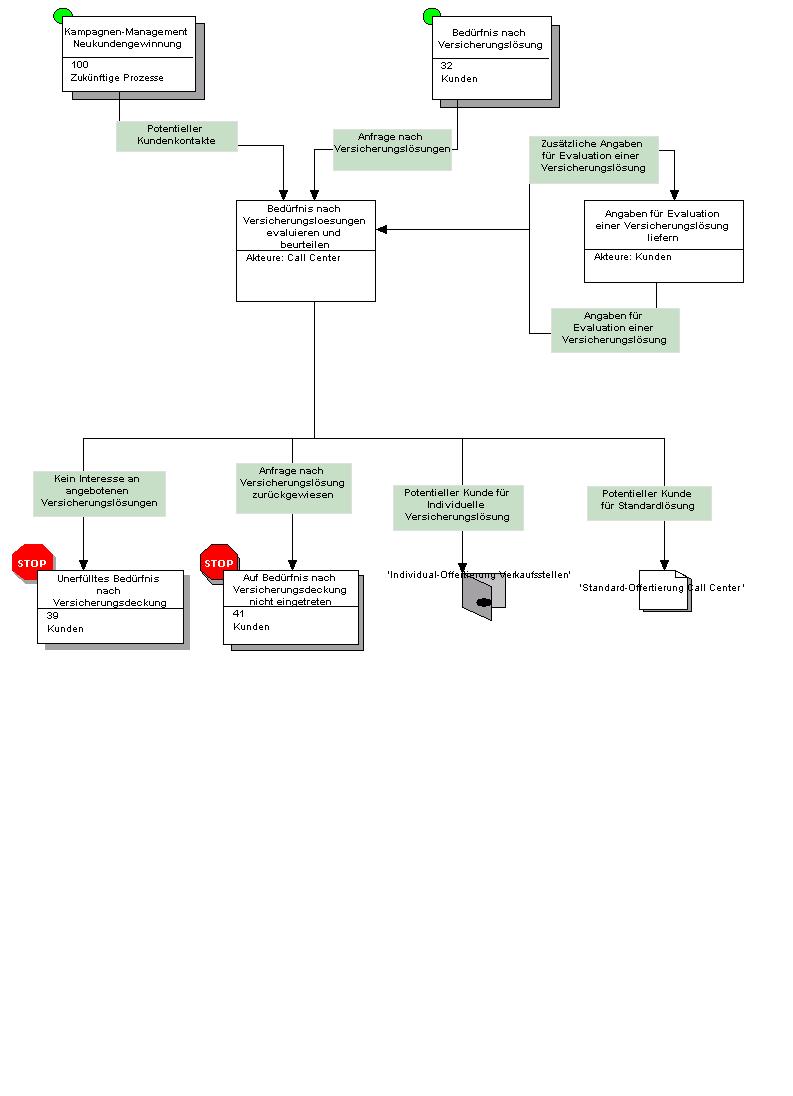 Kampagnen-Management
Neukundengewinnung
100
Zukünftige Prozesse
Bedürfnis nach
Versicherungslösung
32
Kunden
Potentieller
Kundenkontakte
Anfrage nach
Versicherungslösungen
Zusätzliche Angaben
für Evaluation einer
Versicherungslösung
Bedürfnis nach
Versicherungsloesungen
evaluieren und
beurteilen
Akteure: Call Center
Angaben für Evaluation
einer Versicherungslösung
liefern
Akteure: Kunden
Angaben für
Evaluation einer
Versicherungslösung
Kein Interesse an
angebotenen
Versicherungslösungen
Anfrage nach
Versicherungslösung
zurückgewiesen
Potentieller Kunde für
Individuelle
Versicherungslösung
Potentieller Kunde
für Standardlösung
STOP
Unerfülltes Bedürfnis
nach
Versicherungsdeckung
39
Kunden
STOP
Auf Bedürfnis nach
Versicherungsdeckung
nicht eingetreten
41
Kunden
'Individual-Offertierung Verkaufsstellen'
'Standard-Offertierung Call Center'